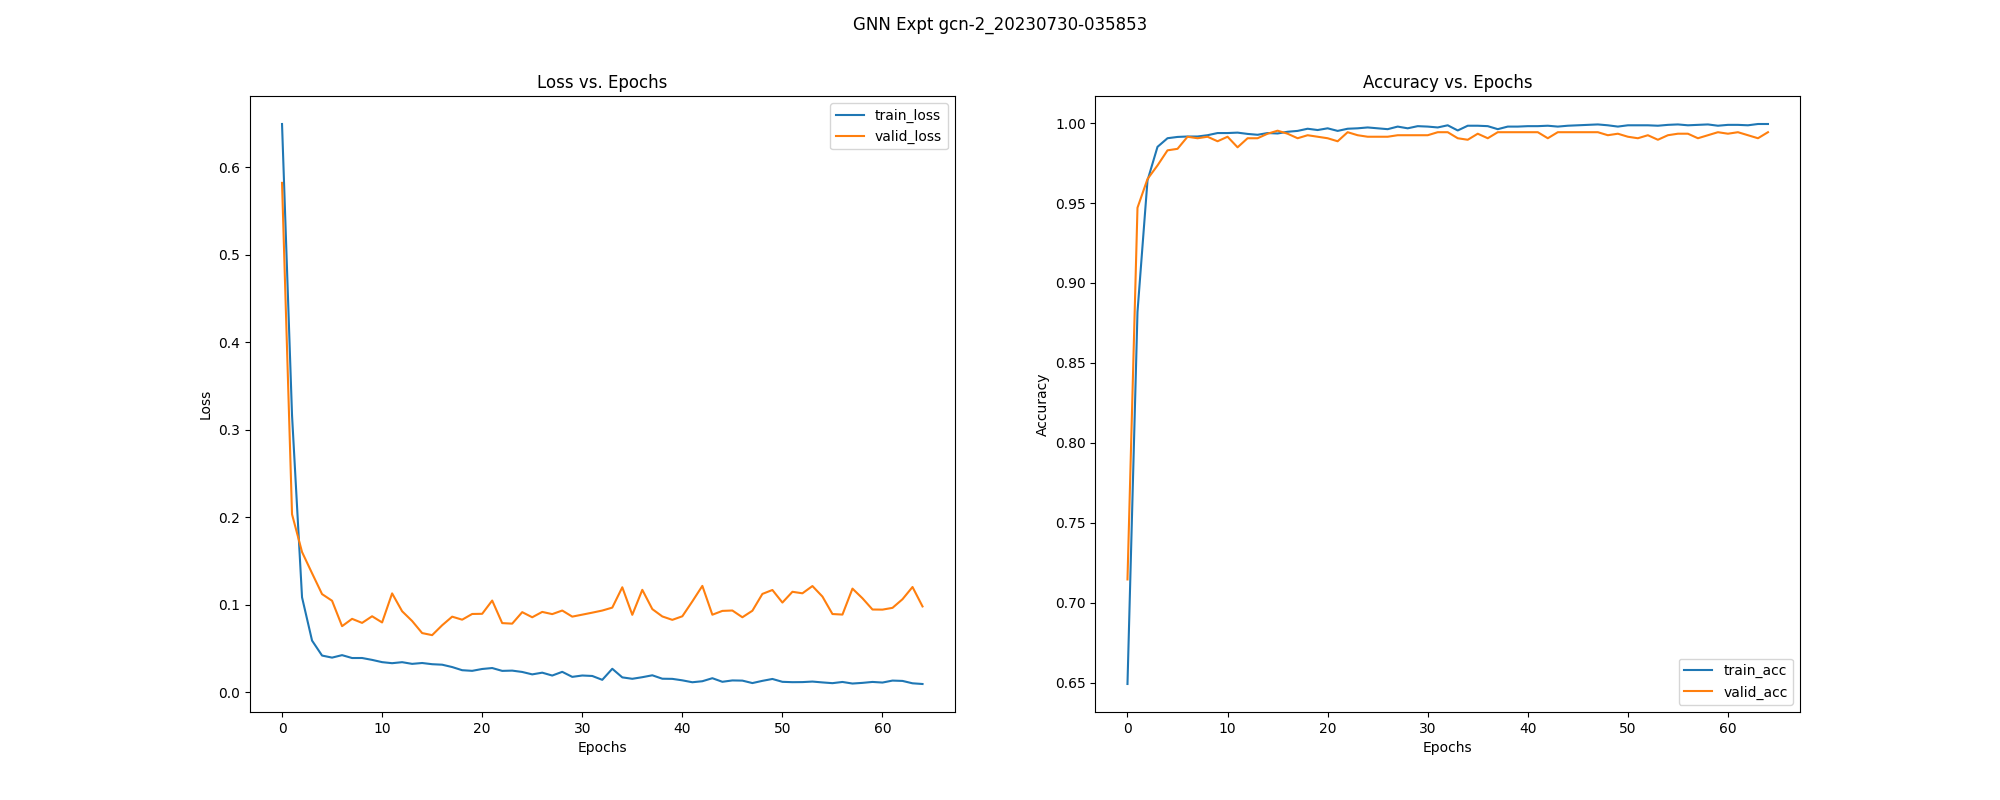 GNN Expt gcn-2_20230730-035853
Loss vs. Epochs
train_loss
valid_loss
0.6
0.5
0.4
0.3
0.2
0.1
0.0
Loss
0 10 20 30 40 50 60
Epochs
Accuracy vs. Epochs
1.00
0.95
0.90
0.85
0.80
0.75
0.70
0.65
Accuracy
train_acc
valid_acc
0 10 20 30 40 50 60
Epochs